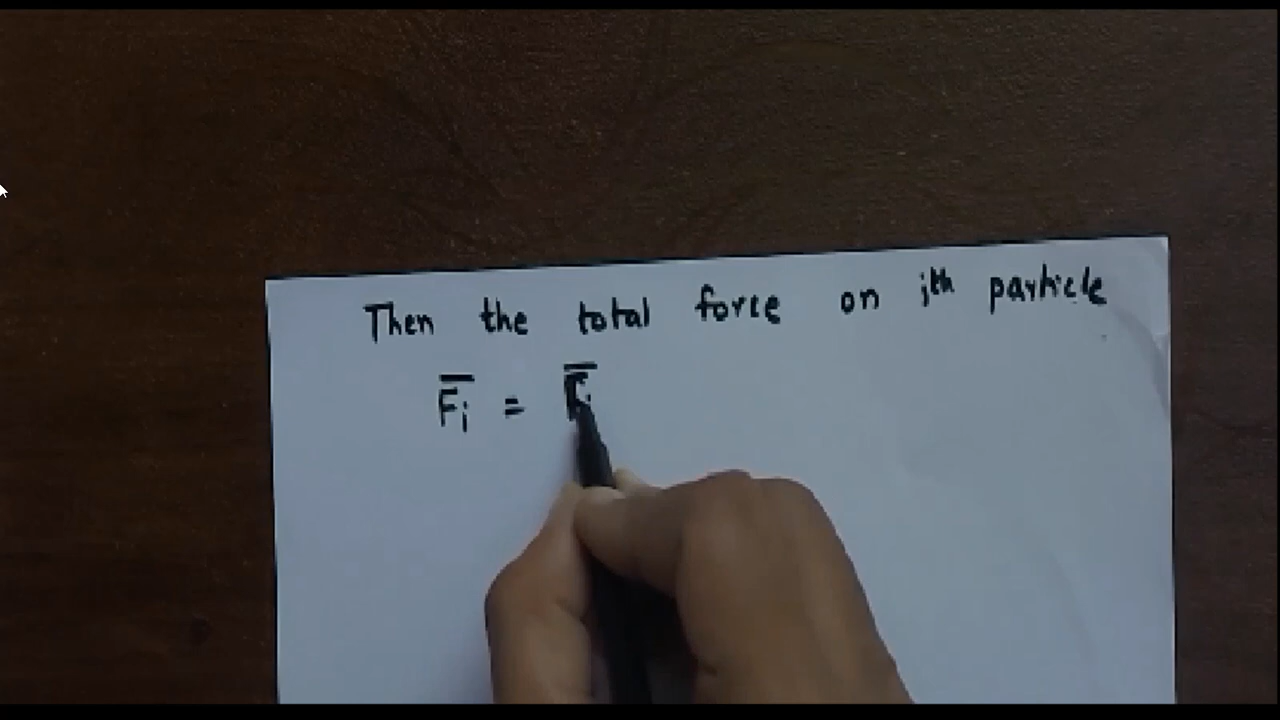 Then the total force on ith particle
F̅i = F̅i